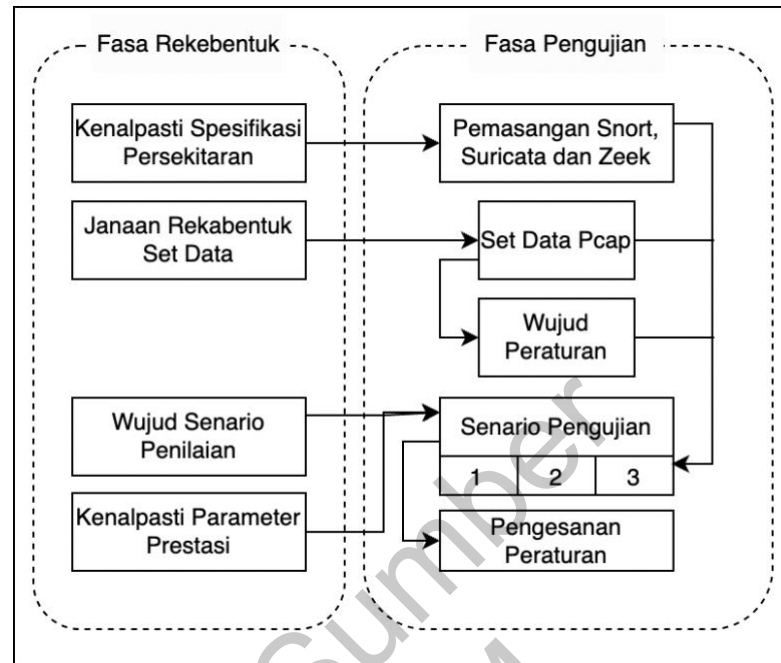 Fasa Rekebentuk
Fasa Pengujian
Kenalpasti Spesifikasi
Persekitaran
Pemasangan Snort,
Suricata dan Zeek
Janaan Rekabentuk
Set Data
Set Data Pcap
Wujud
Peraturan
Wujud Senario
Penilaian
Senario Pengujian
1 2 3
Kenalpasti Parameter
Prestasi
Pengesanan
Peraturan
Sumber